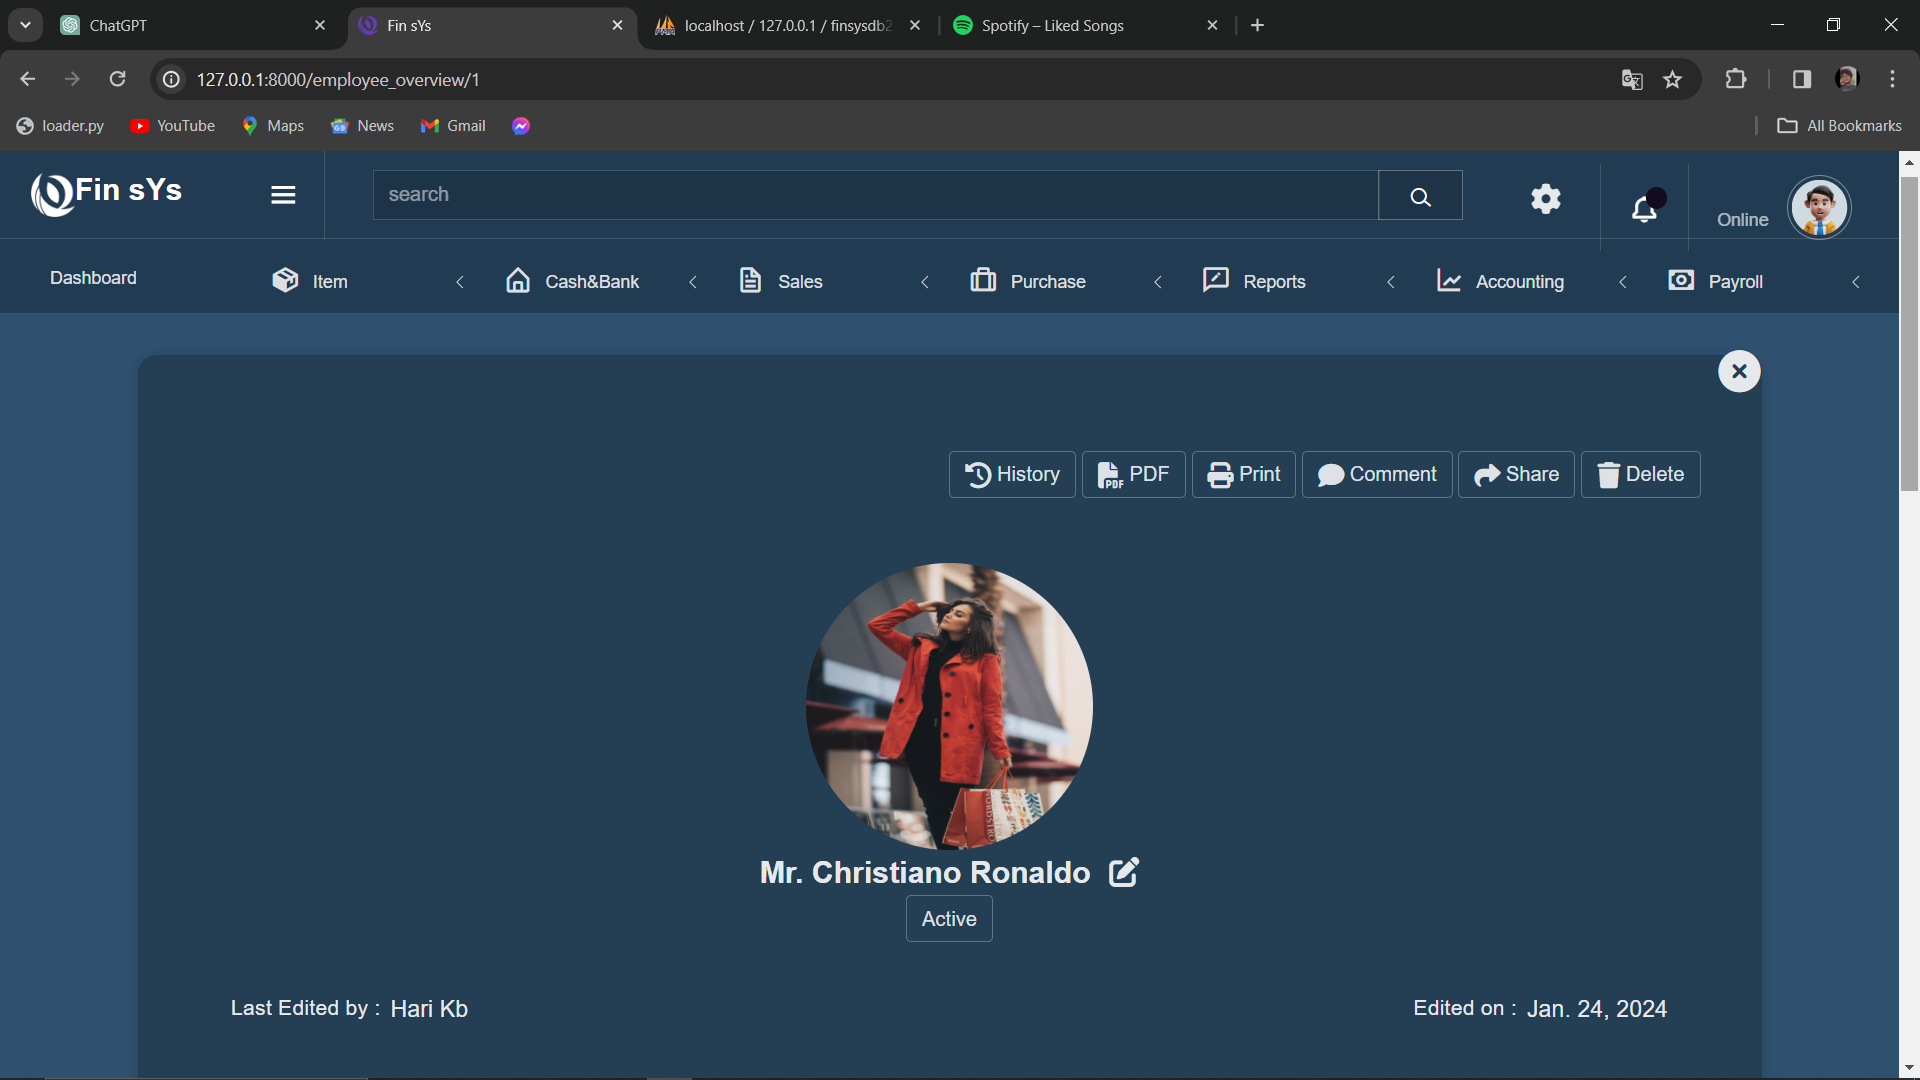 ChatGPT
Fin sYs
localhost / 127.0.0.1 / finsysdb2
Spotify – Liked Songs
127.0.0.1:8000/employee_overview/1
loader.py
YouTube
Maps
News
Gmail
All Bookmarks
Fin sYs
search
Online
Dashboard
Item
Cash&Bank
Sales
Purchase
Reports
Accounting
Payroll
History
PDF
PDF
Print
Comment
Share
Delete
Mr. Christiano Ronaldo
Active
Last Edited by : Hari Kb
Edited on : Jan. 24, 2024